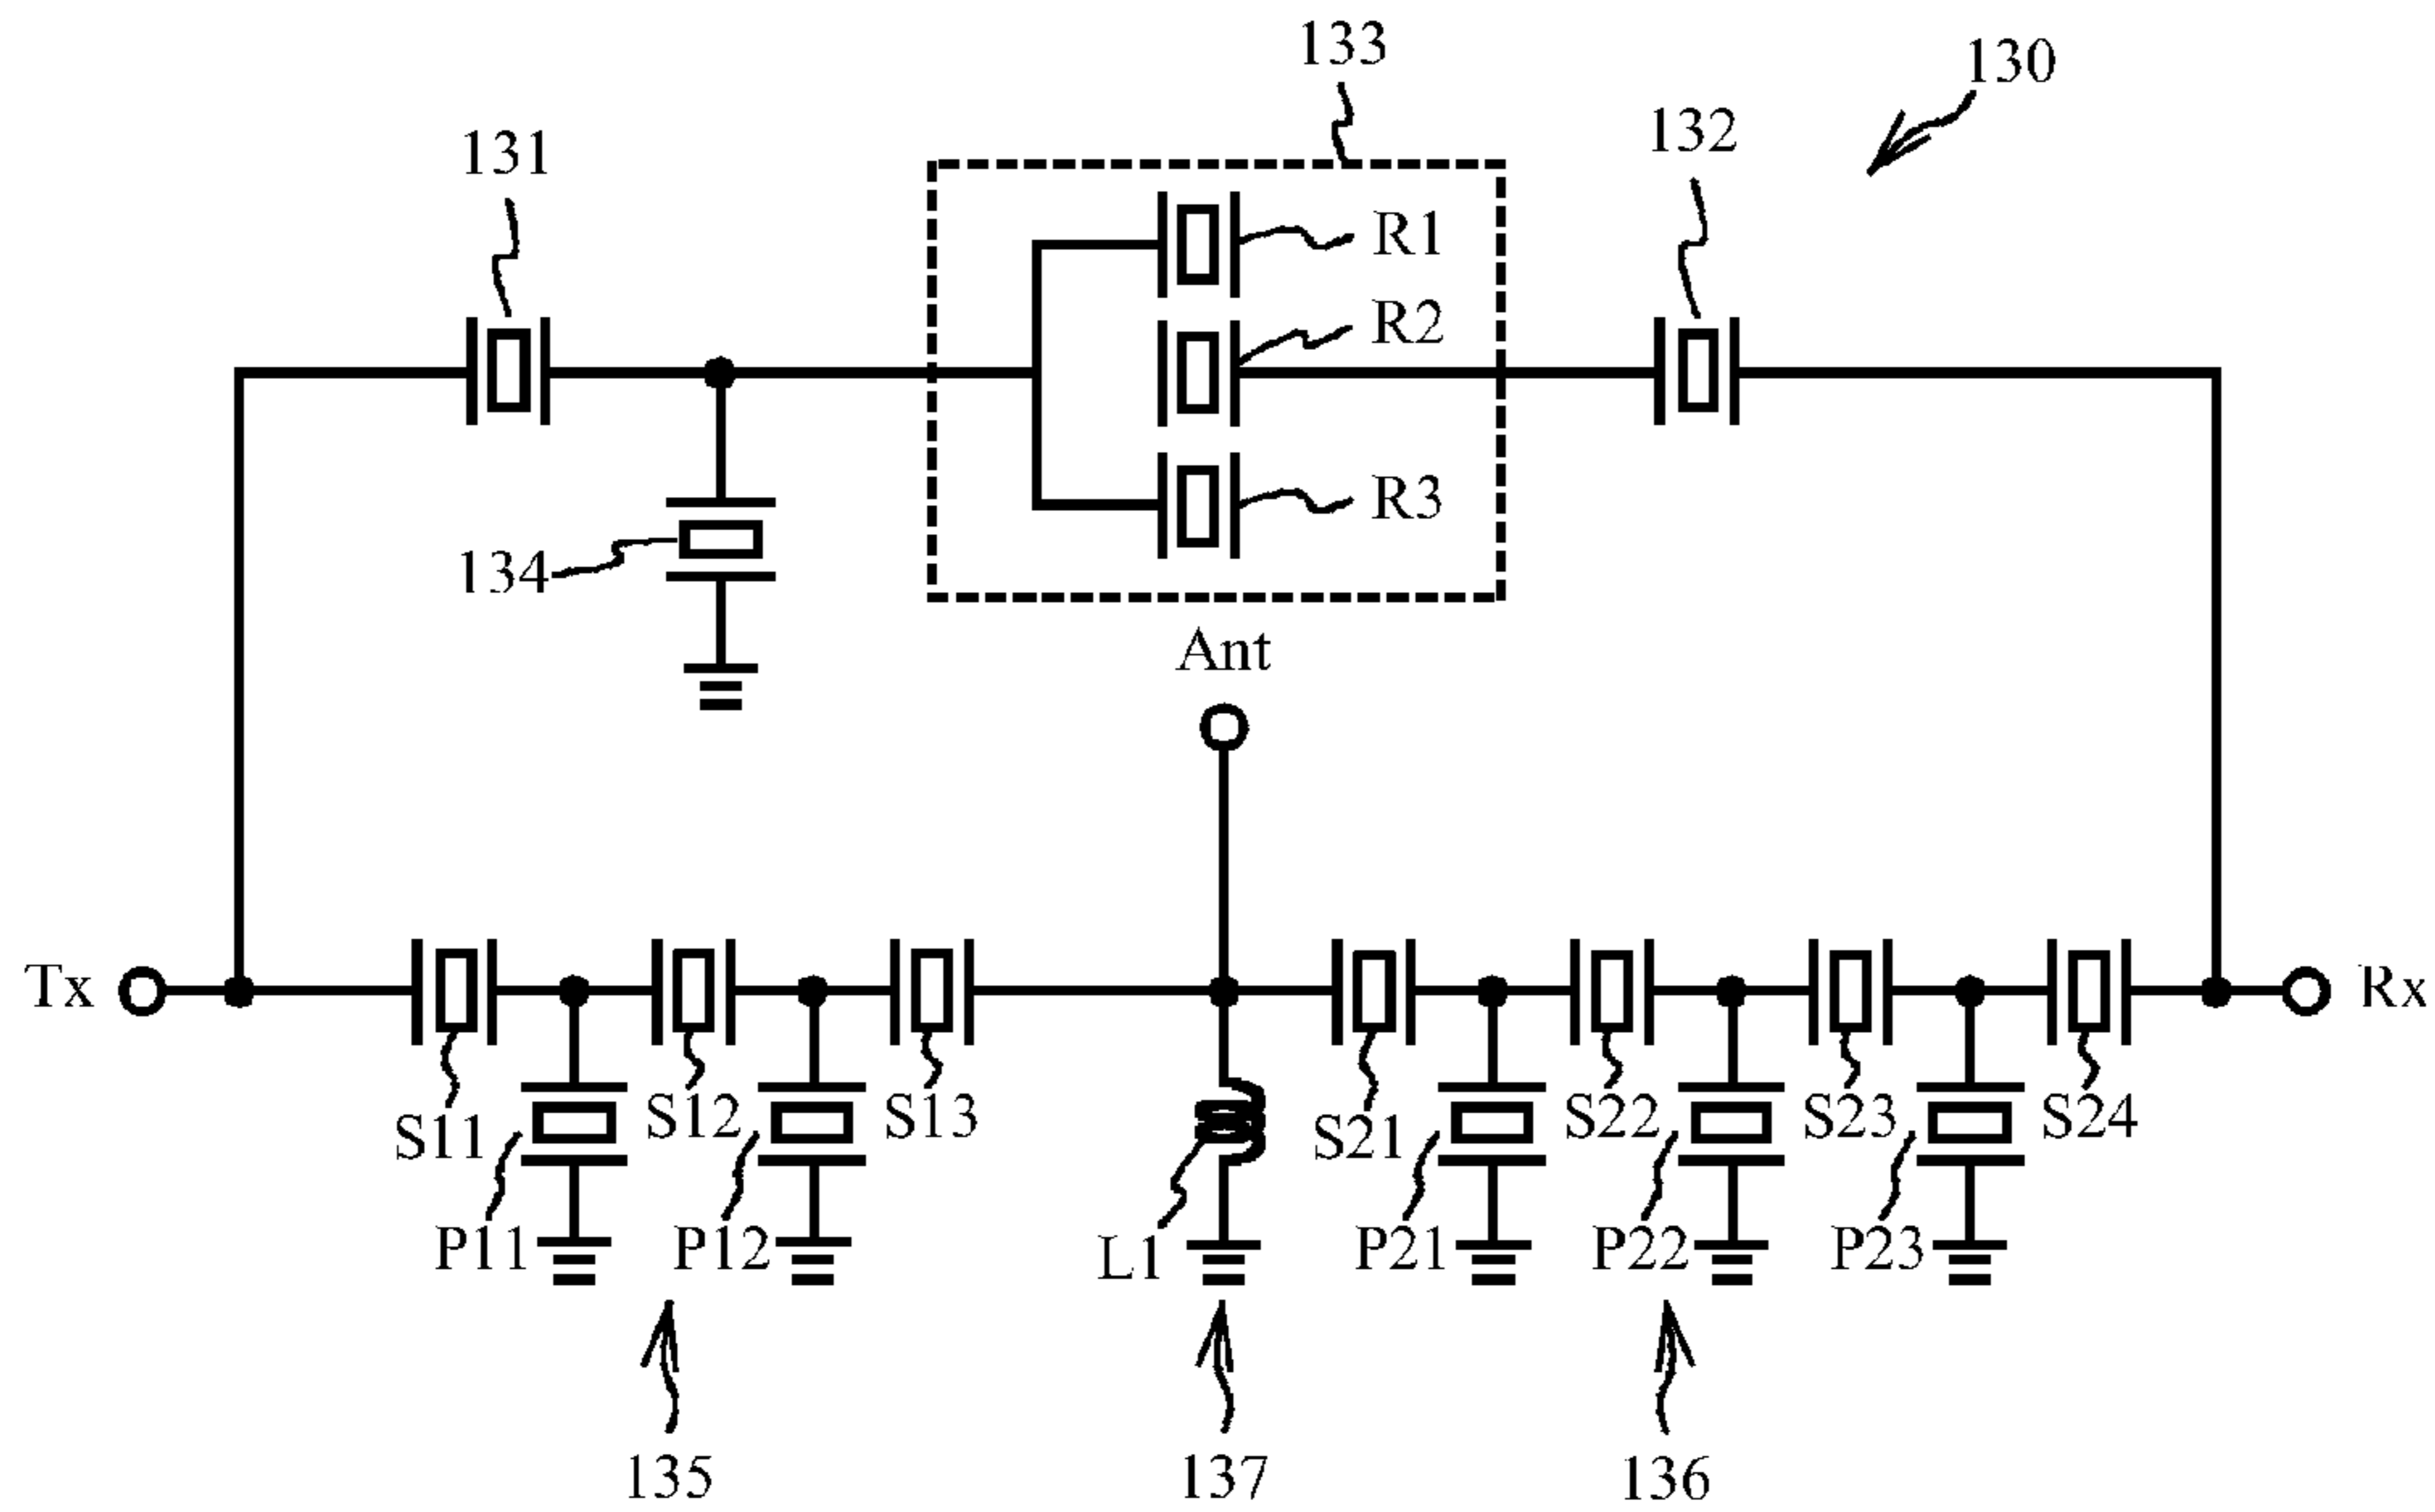 133
130
132
131
R1
R2
R3
134
Ant
Tx
Rx
S11
S12
S13
S21
S22
S23
S24
P11
P12
L1
P21
P22
P23
135
137
136